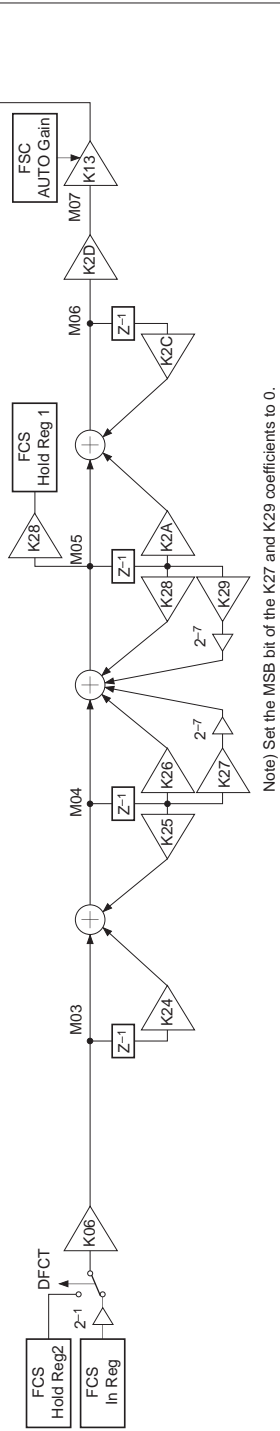 FCS
Hold Reg2
FCS
In Reg
2⁻¹
DFCT
K06
M03
Z⁻¹
K24
M04
Z⁻¹
K25
K26
K27
2⁻⁷
M05
K28
FCS
Hold Reg 1
Z⁻¹
K28
K2A
K29
2⁻⁷
M06
Z⁻¹
K2C
K2D
M07
K13
FSC
AUTO Gain
Note) Set the MSB bit of the K27 and K29 coefficients to 0.